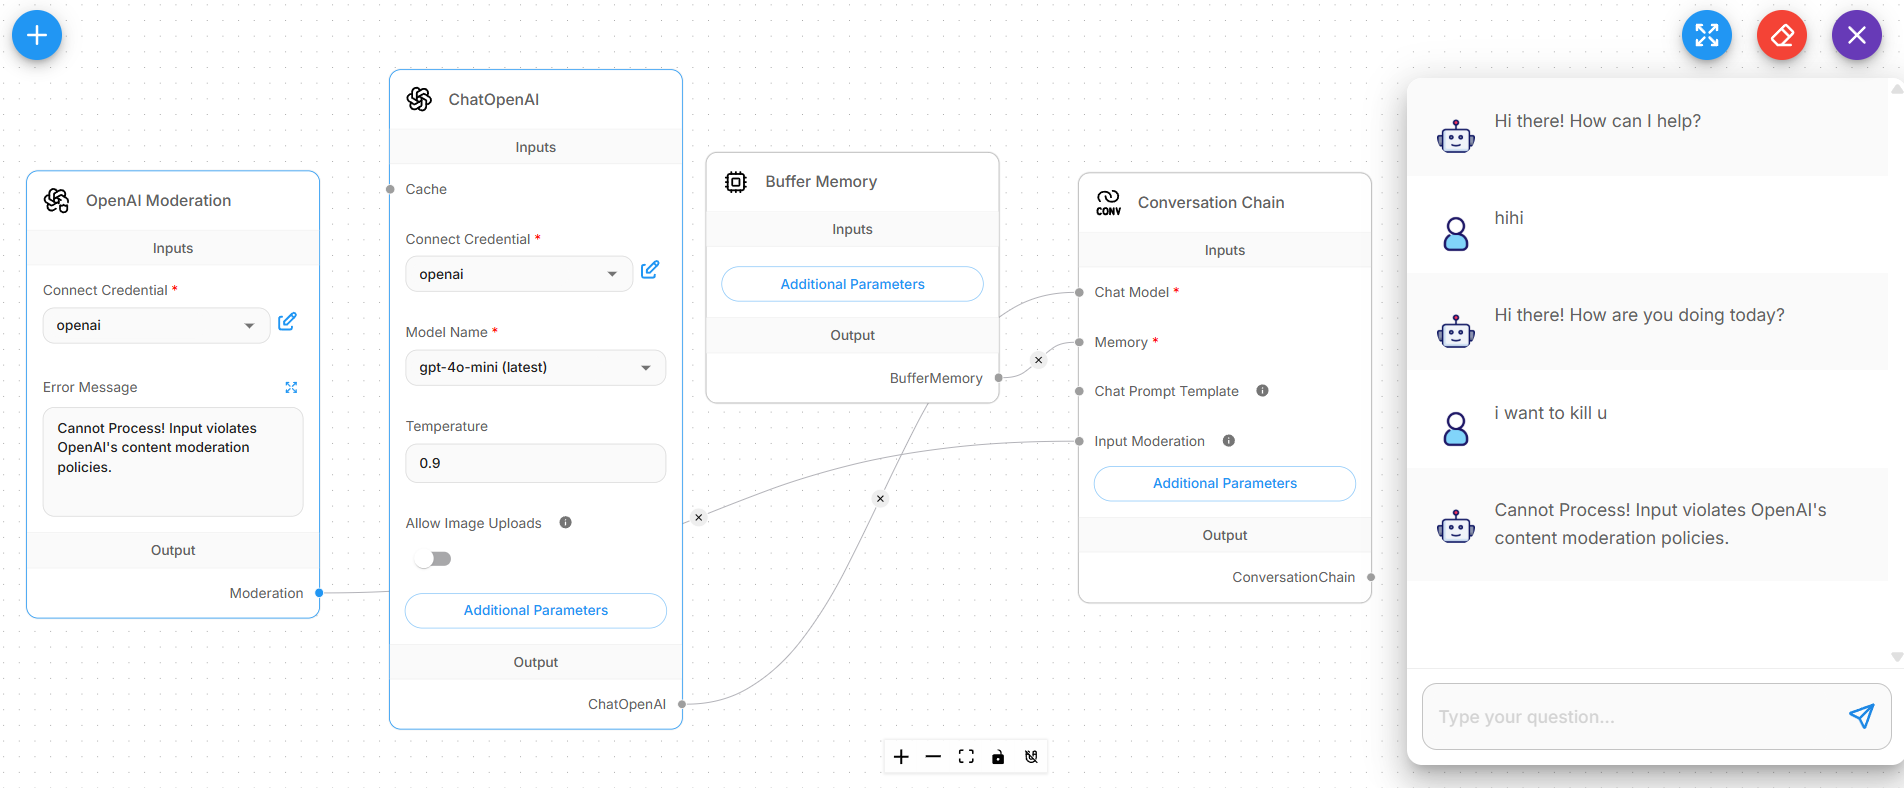 OpenAI Moderation
Inputs
Connect Credential *
openai
Error Message
Cannot Process! Input violates
OpenAI's content moderation
policies.
Output
Moderation
ChatOpenAI
Inputs
Cache
Connect Credential *
openai
Model Name *
gpt-4o-mini (latest)
Temperature
0.9
Allow Image Uploads
Additional Parameters
Output
ChatOpenAI
Buffer Memory
Inputs
Additional Parameters
Output
BufferMemory
CONV
Conversation Chain
Inputs
Chat Model *
Memory *
Chat Prompt Template
Input Moderation
Additional Parameters
Output
ConversationChain
Hi there! How can I help?
hihi
Hi there! How are you doing today?
i want to kill u
Cannot Process! Input violates OpenAI's
content moderation policies.
Type your question...